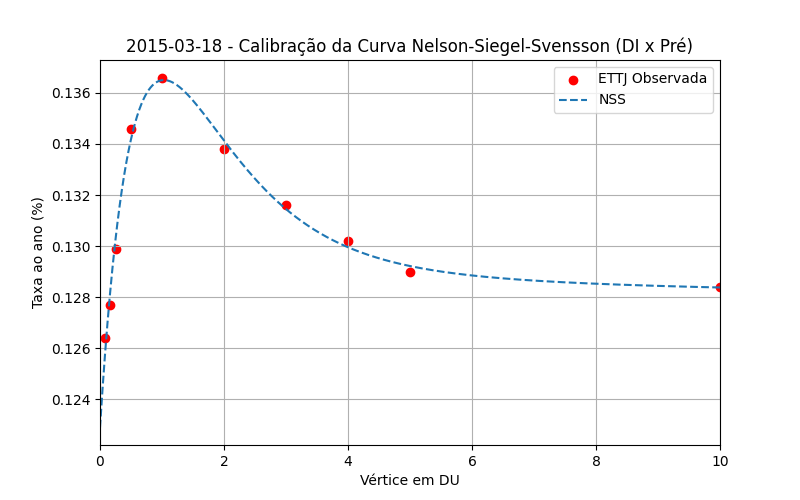 2015-03-18 - Calibração da Curva Nelson-Siegel-Svensson (DI x Pré)
ETTJ Observada
NSS
Taxa ao ano (%)
0.136
0.134
0.132
0.130
0.128
0.126
0.124
0 2 4 6 8 10
Vértice em DU